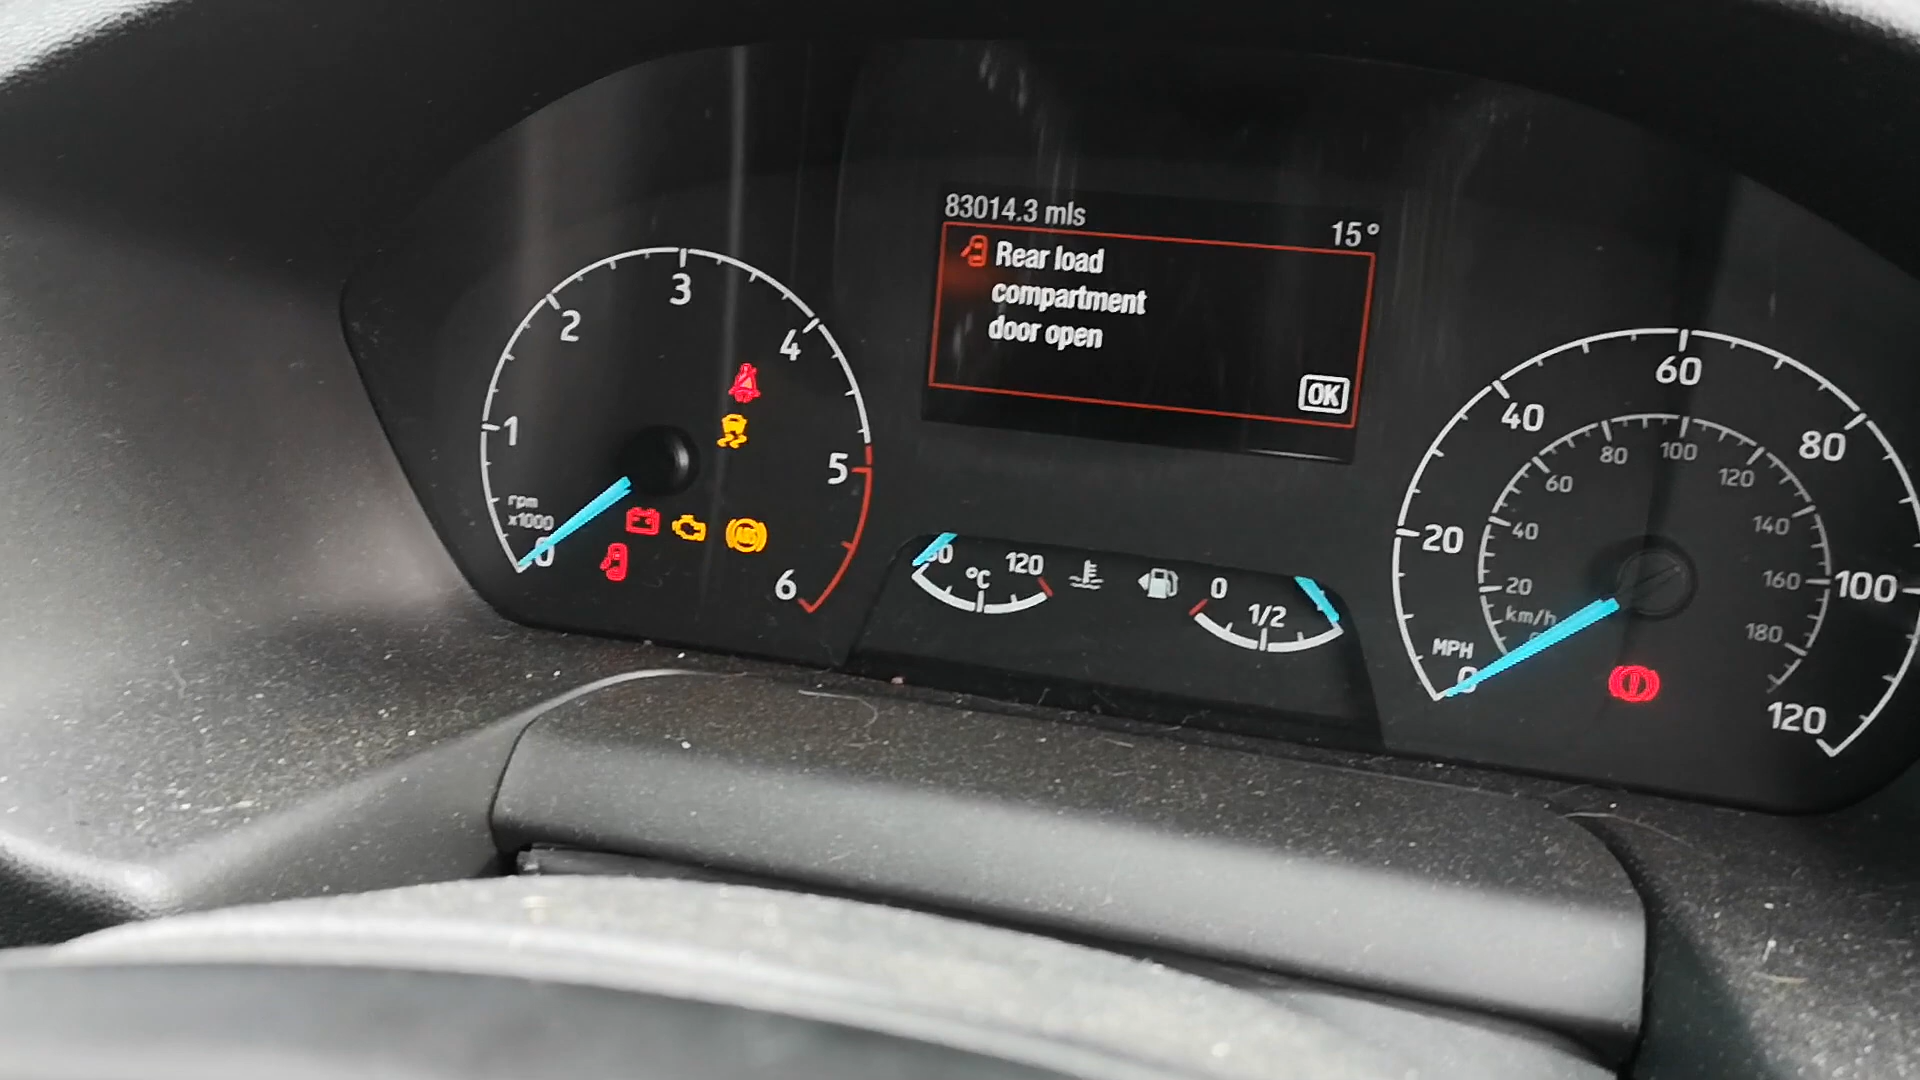 83014.3 mls
15°
Rear load
compartment
door open
OK
0
1
2
3
4
5
6
rpm
x1000
ABS
°C
120
0
1/2
0
20
40
60
80
100
120
MPH
20
40
60
80
100
120
140
160
180
km/h